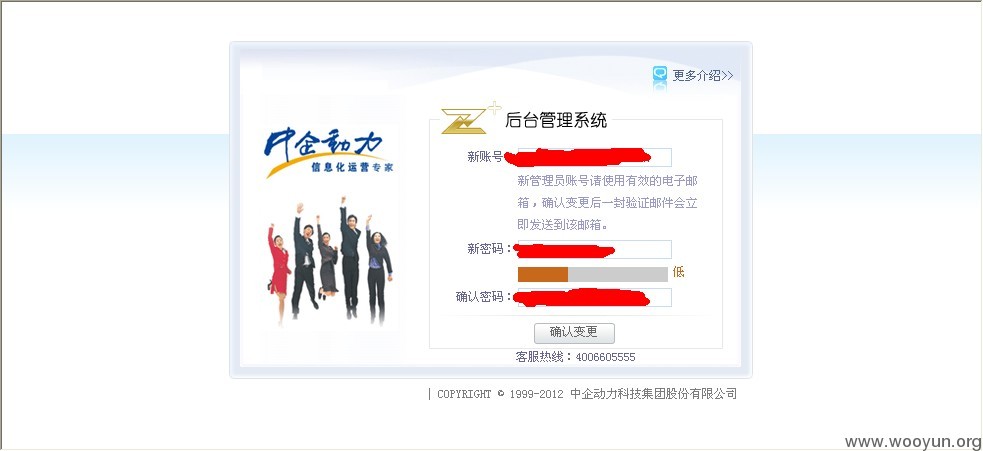 更多介绍>>
中企动力
信息化运营专家
后台管理系统
新账号
新管理员账号请使用有效的电子邮
箱，确认变更后一封验证邮件会立
即发送到该邮箱。
新密码：
低
确认密码：
确认变更
客服热线：4006605555
| COPYRIGHT © 1999-2012 中企动力科技集团股份有限公司
www.wooyun.org